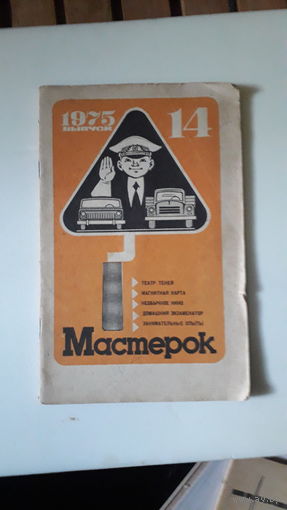 1975
ВЫПУСК
14
ТЕАТР ТЕНЕЙ
МАГНИТНАЯ КАРТА
НЕОБЫЧНОЕ КИНО
ДОМАШНИЙ ЭКЗАМЕНАТОР
ЗАНИМАТЕЛЬНЫЕ ОПЫТЫ
Мастерок